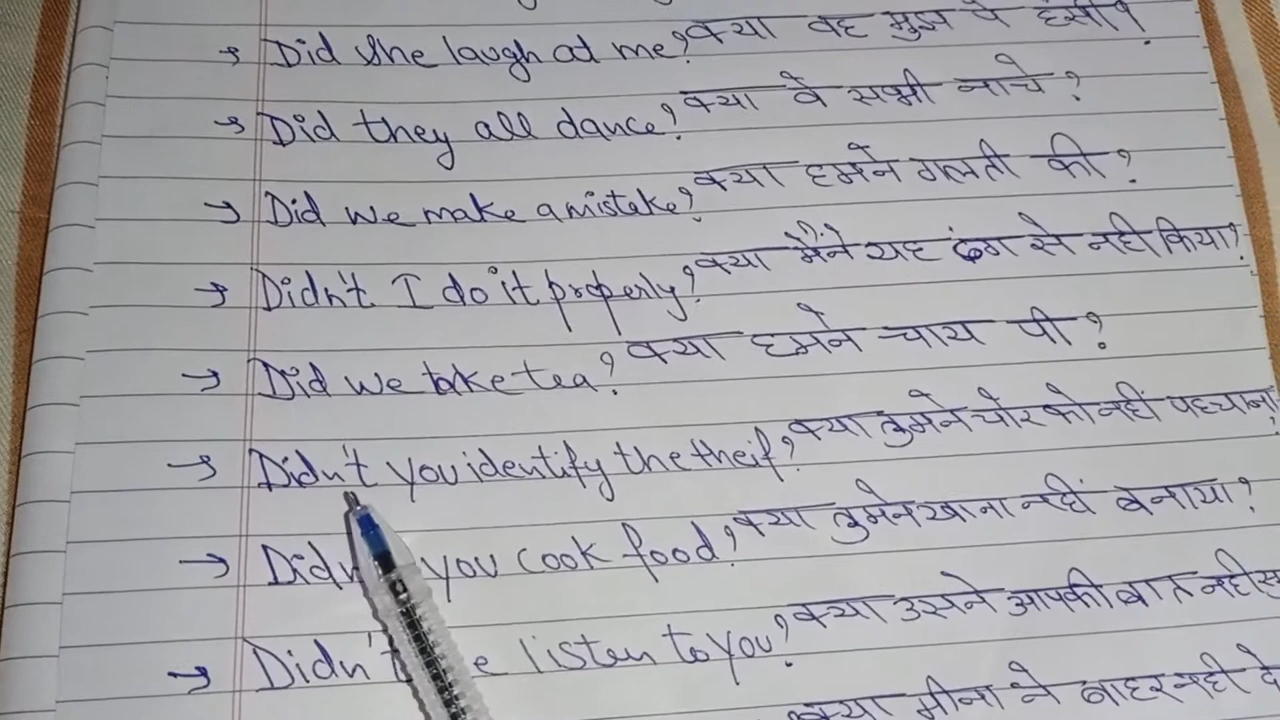 → Did She laugh at me? क्या वह मुझ पे हंसी?
→ Did they all dance? क्या वे सभी नाचे?
→ Did we make a mistake? क्या हमने गलती की?
→ Didn't I do it properly? क्या मैंने यह ढंग से नही किया?
→ Did we take tea? क्या हमने चाय पी?
→ Didn't you identify the theif? क्या तुमने चोर को नहीं पहचाना?
→ you cook food? क्या तुमने खाना नहीं बनाया?
→ listen to you? क्या उसने आपकी बात नही
क्या मीना ने बाहर नही